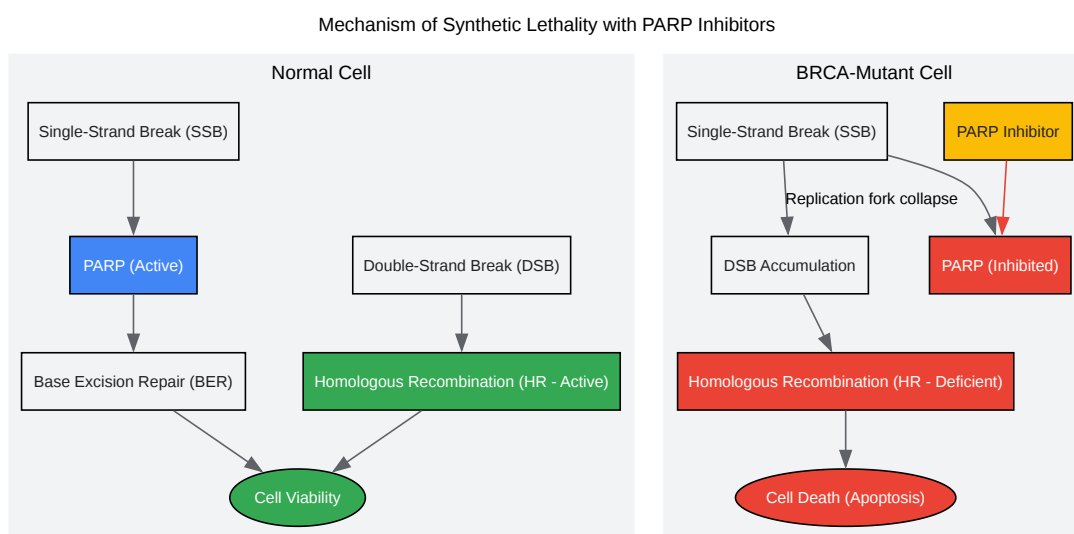 Mechanism of Synthetic Lethality with PARP Inhibitors
Normal Cell
Single-Strand Break (SSB)
PARP (Active)
Double-Strand Break (DSB)
Base Excision Repair (BER)
Homologous Recombination (HR - Active)
Cell Viability
BRCA-Mutant Cell
Single-Strand Break (SSB)
PARP Inhibitor
Replication fork collapse
DSB Accumulation
PARP (Inhibited)
Homologous Recombination (HR - Deficient)
Cell Death (Apoptosis)